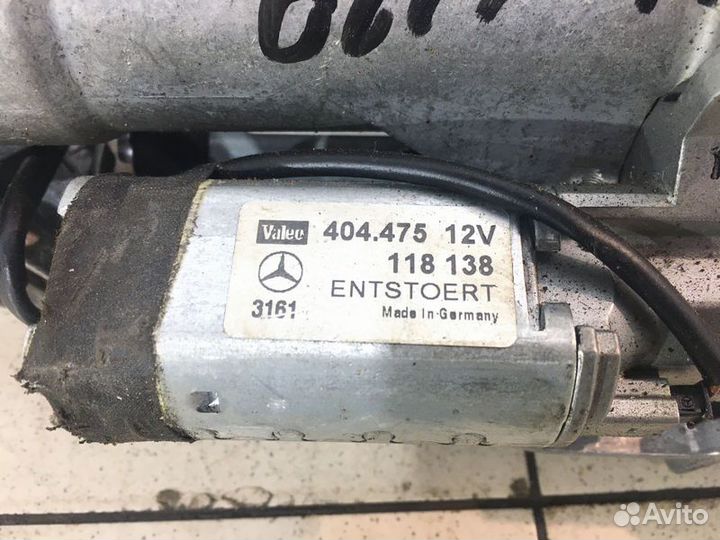 Valeo 404.475 12V
118 138
3161 ENTSTOERT
Made In Germany
Avito